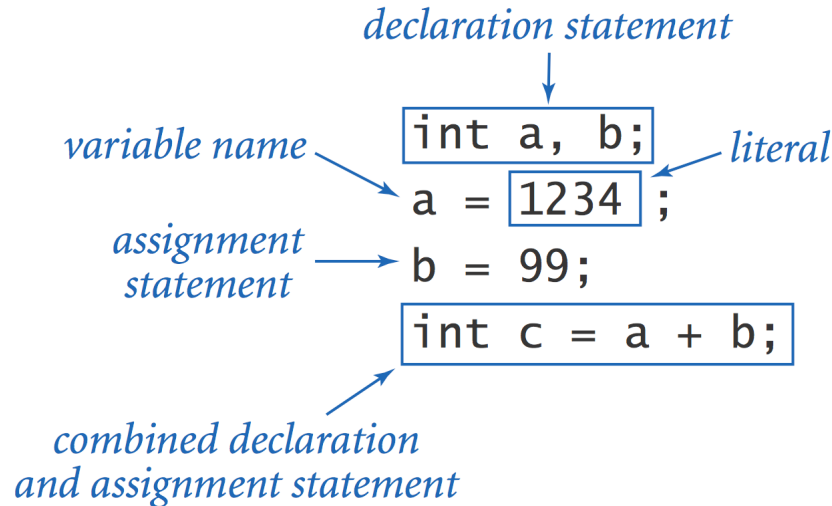 declaration statement
int a, b;
variable name
literal
a = 1234 ;
assignment
statement
b = 99;
int c = a + b;
combined declaration
and assignment statement